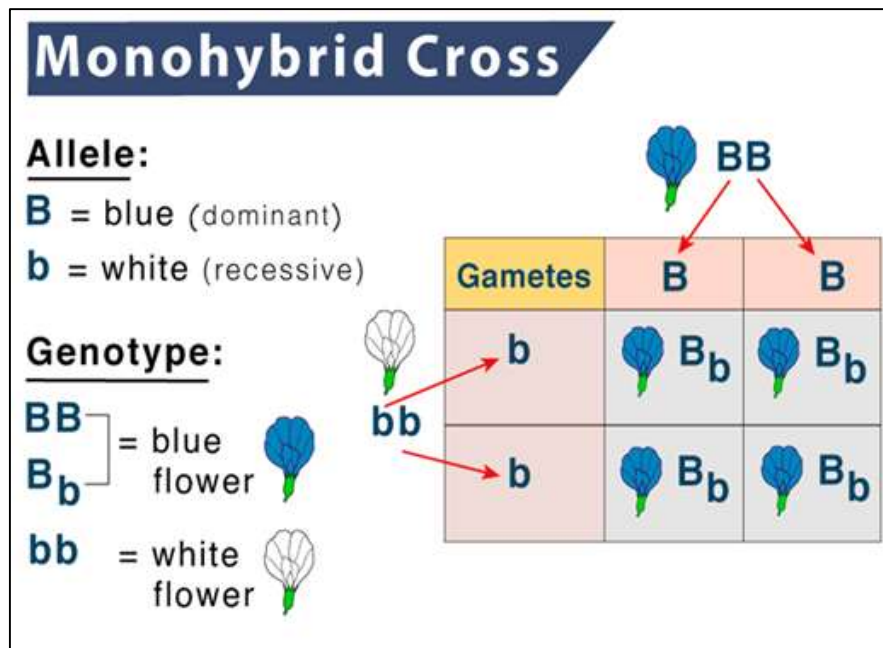 Monohybrid Cross
Allele:
B = blue (dominant)
b = white (recessive)
Genotype:
BB
Bb
= blue
flower
bb = white
flower
BB
Gametes B B
bb
b Bb Bb
b Bb Bb